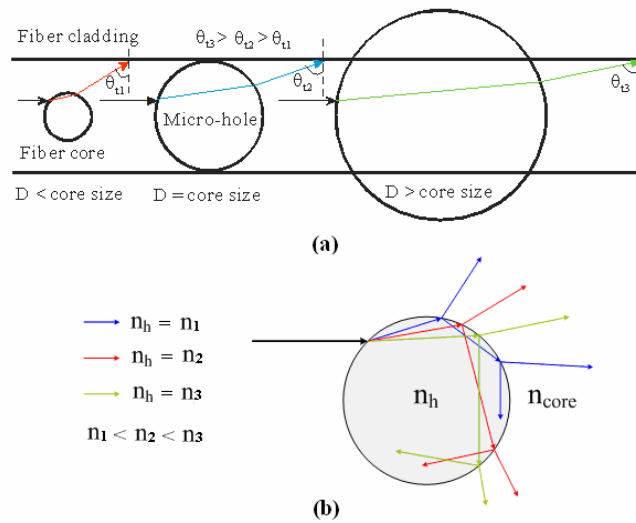 Fiber cladding
θt3 > θt2 > θt1
θt1
θt2
θt3
Micro-hole
Fiber core
D < core size
D = core size
D > core size
(a)
nh = n1
nh = n2
nh = n3
n1 < n2 < n3
nh
ncore
(b)